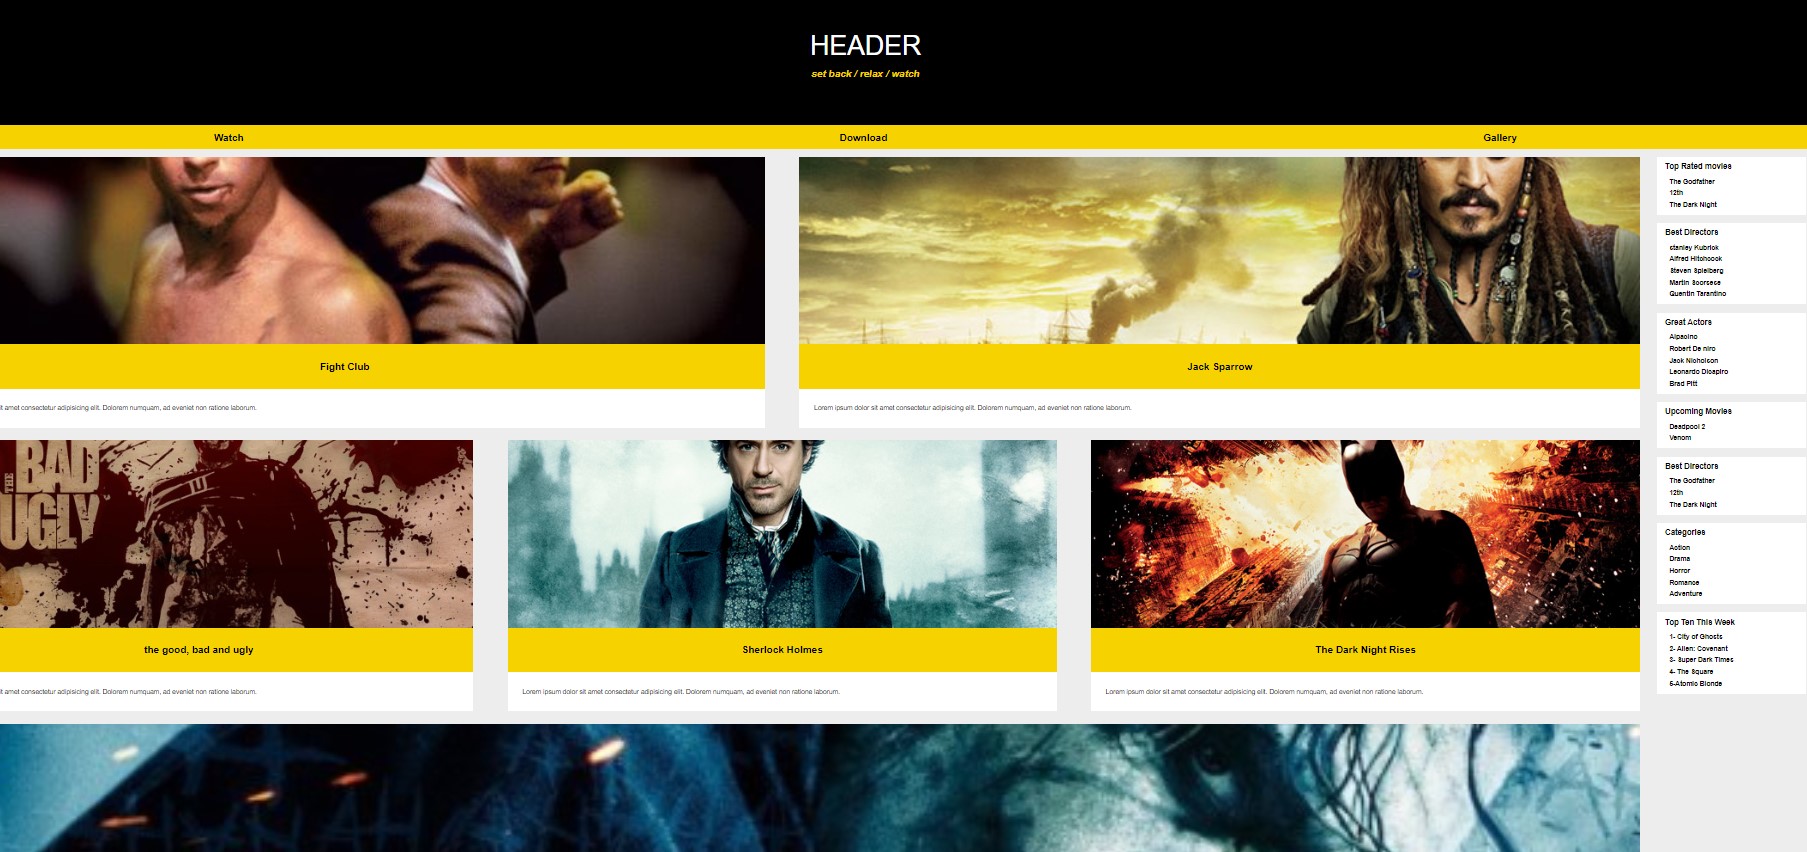 HEADER
set back / relax / watch
Watch
Download
Gallery
Fight Club
Jack Sparrow
it amet consectetur adipisicing elit. Dolorem numquam, ad eveniet non ratione laborum.
Lorem ipsum dolor sit amet consectetur adipisicing elit. Dolorem numquam, ad eveniet non ratione laborum.
THE BAD
UGLY
the good, bad and ugly
Sherlock Holmes
The Dark Night Rises
it amet consectetur adipisicing elit. Dolorem numquam, ad eveniet non ratione laborum.
Lorem ipsum dolor sit amet consectetur adipisicing elit. Dolorem numquam, ad eveniet non ratione laborum.
Lorem ipsum dolor sit amet consectetur adipisicing elit. Dolorem numquam, ad eveniet non ratione laborum.
Top Rated movies
The Godfather
12th
The Dark Night
Best Directors
stanley Kubrick
Alfred Hitchcock
Steven Spielberg
Martin Scorsece
Quentin Tarantino
Great Actors
Alpacino
Robert De niro
Jack Nicholson
Leonardo Dicapiro
Brad Pitt
Upcoming Movies
Deadpool 2
Venom
Best Directors
The Godfather
12th
The Dark Night
Categories
Action
Drama
Horror
Romance
Adventure
Top Ten This Week
1- City of Ghosts
2- Alien: Covenant
3- Super Dark Times
4- The Square
5-Atomic Blonde